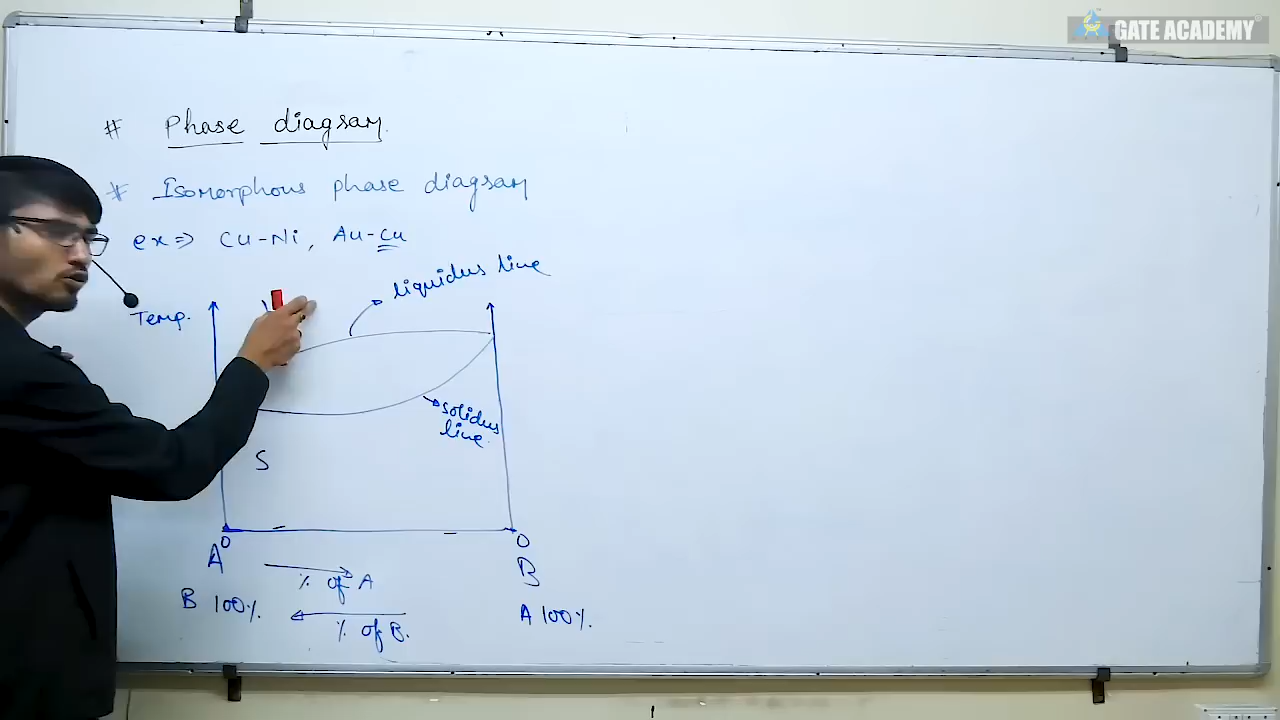 GATE ACADEMY
# Phase diagram.
* Isomorphous phase diagram
ex ⇒ Cu-Ni, Au-Cu
liquidus line
Temp.
solidus
line.
S
0 0
A B
% of A
B 100%. A 100%.
% of B.